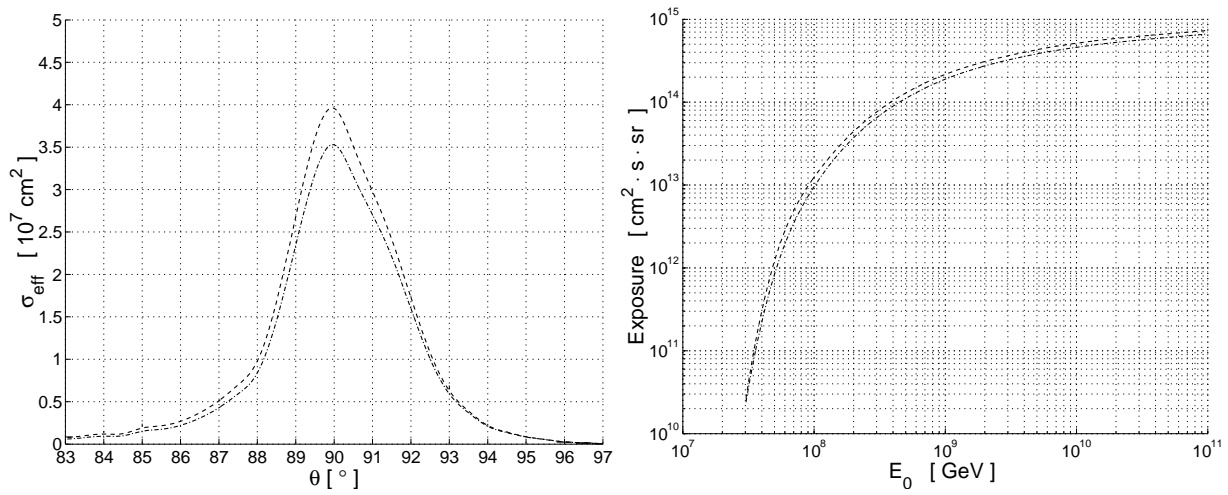 5
4.5
4
3.5
3
2.5
2
1.5
1
0.5
0
σeff [10^7 cm^2]
83 84 85 86 87 88 89 90 91 92 93 94 95 96 97
θ [ ° ]
10^15
10^14
10^13
10^12
10^11
10^10
Exposure [ cm^2 · s · sr ]
10^7 10^8 10^9 10^10 10^11
E_0 [ GeV ]